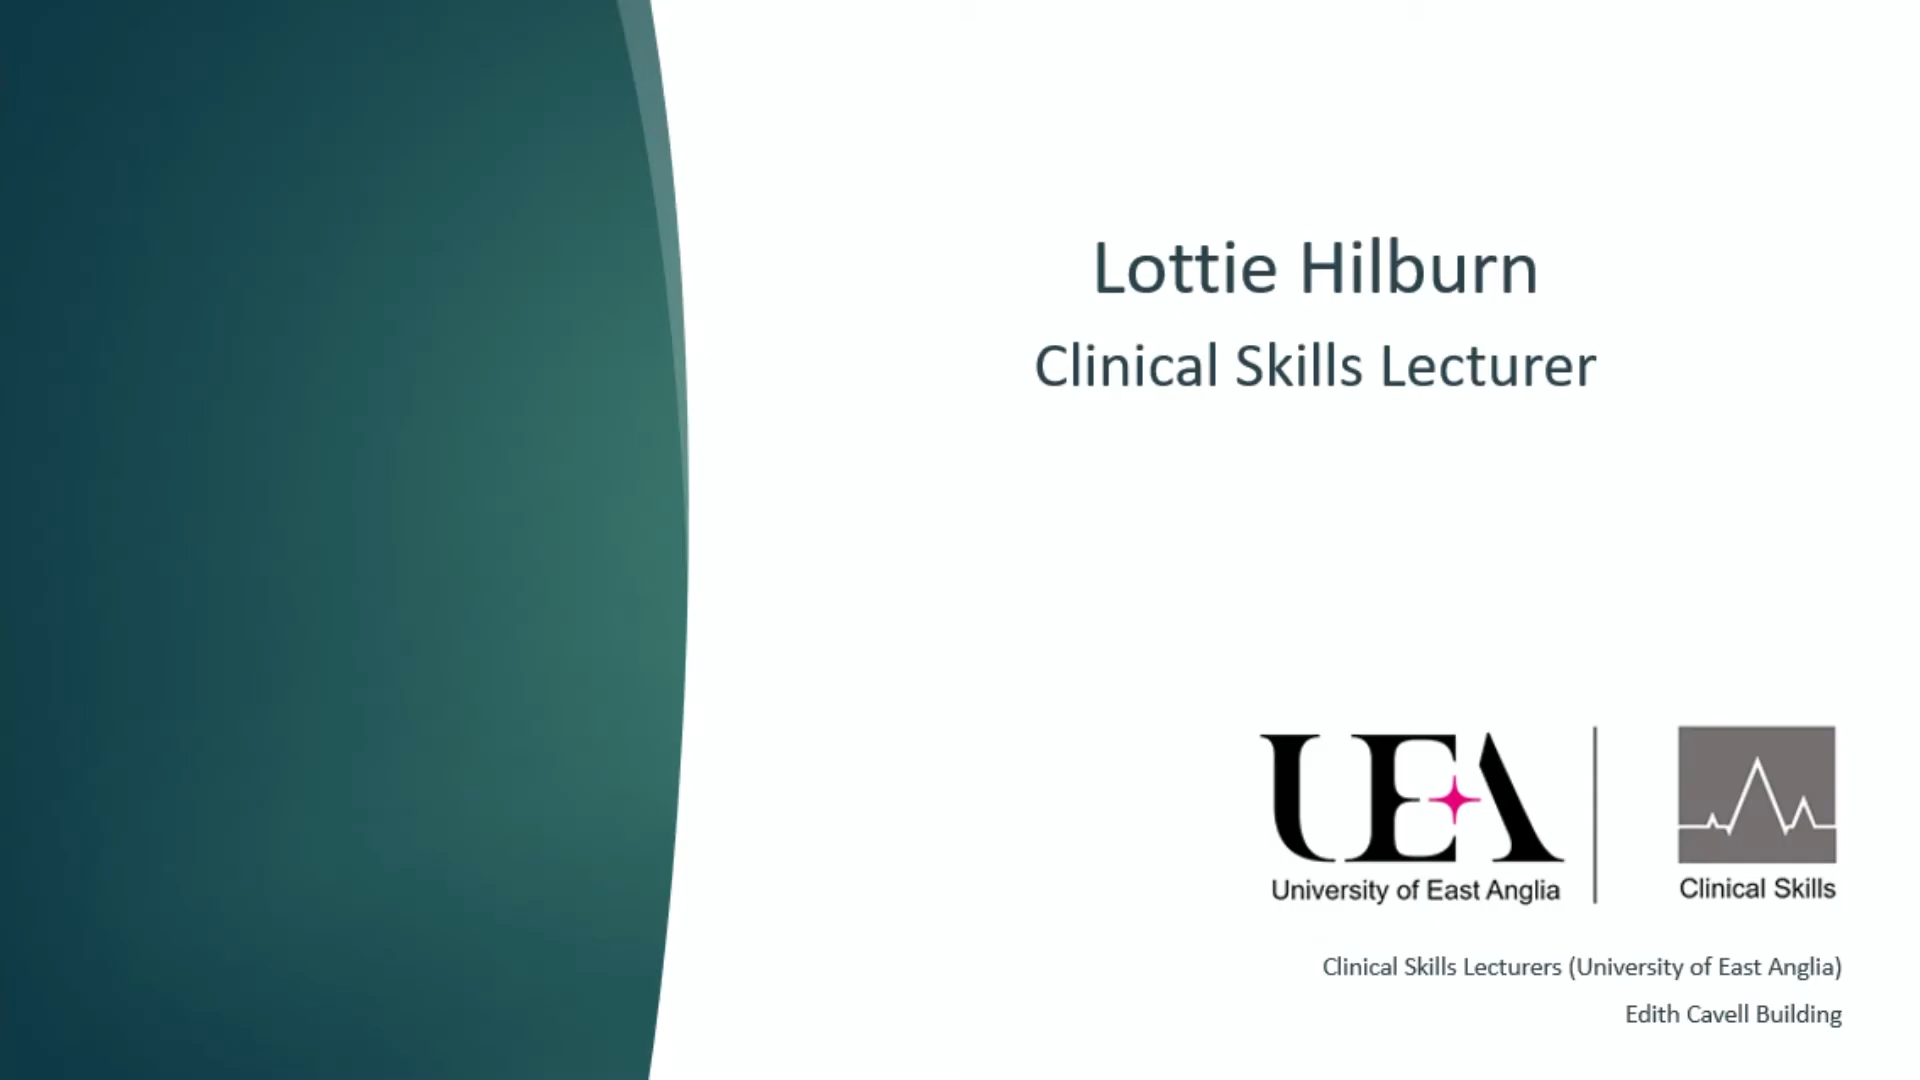 Lottie Hilburn
Clinical Skills Lecturer
UEA
University of East Anglia
Clinical Skills
Clinical Skills Lecturers (University of East Anglia)
Edith Cavell Building